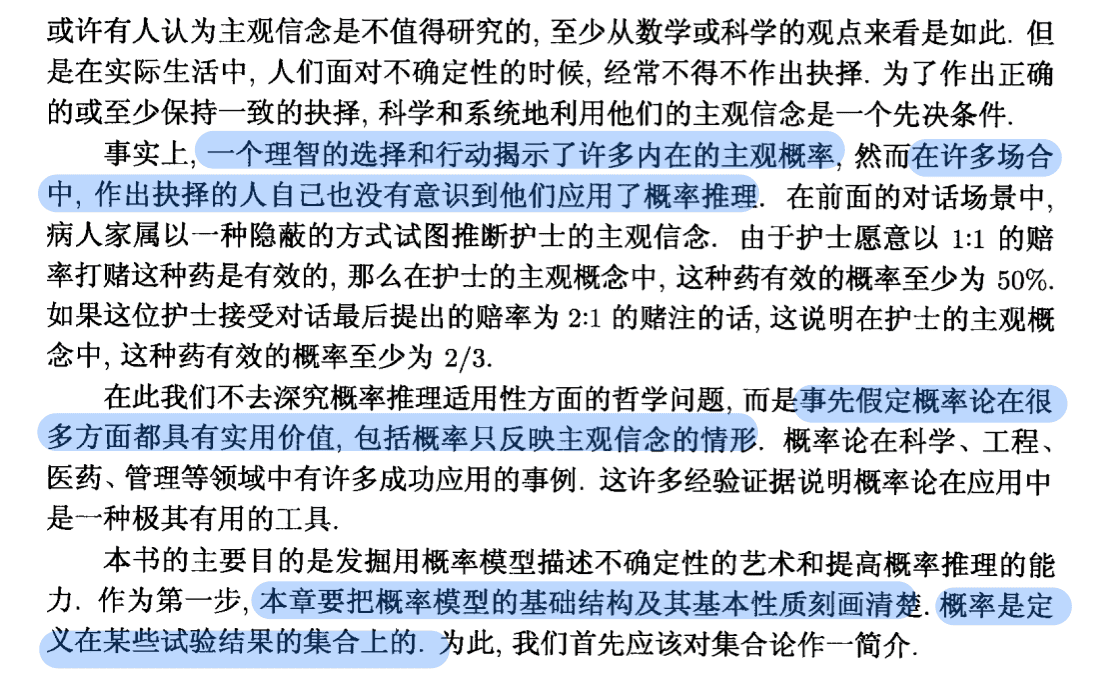 或许有人认为主观信念是不值得研究的, 至少从数学或科学的观点来看是如此. 但
是在实际生活中, 人们面对不确定性的时候, 经常不得不作出抉择. 为了作出正确
的或至少保持一致的抉择, 科学和系统地利用他们的主观信念是一个先决条件.
事实上, 一个理智的选择和行动揭示了许多内在的主观概率, 然而在许多场合
中, 作出抉择的人自己也没有意识到他们应用了概率推理. 在前面的对话场景中,
病人家属以一种隐蔽的方式试图推断护士的主观信念. 由于护士愿意以 1:1 的赔
率打赌这种药是有效的, 那么在护士的主观概念中, 这种药有效的概率至少为 50%.
如果这位护士接受对话最后提出的赔率为 2:1 的赌注的话, 这说明在护士的主观概
念中, 这种药有效的概率至少为 2/3.
在此我们不去深究概率推理适用性方面的哲学问题, 而是事先假定概率论在很
多方面都具有实用价值, 包括概率只反映主观信念的情形. 概率论在科学、工程、
医药、管理等领域中有许多成功应用的事例. 这许多经验证据说明概率论在应用中
是一种极其有用的工具.
本书的主要目的是发掘用概率模型描述不确定性的艺术和提高概率推理的能
力. 作为第一步, 本章要把概率模型的基础结构及其基本性质刻画清楚. 概率是定
义在某些试验结果的集合上的. 为此, 我们首先应该对集合论作一简介.